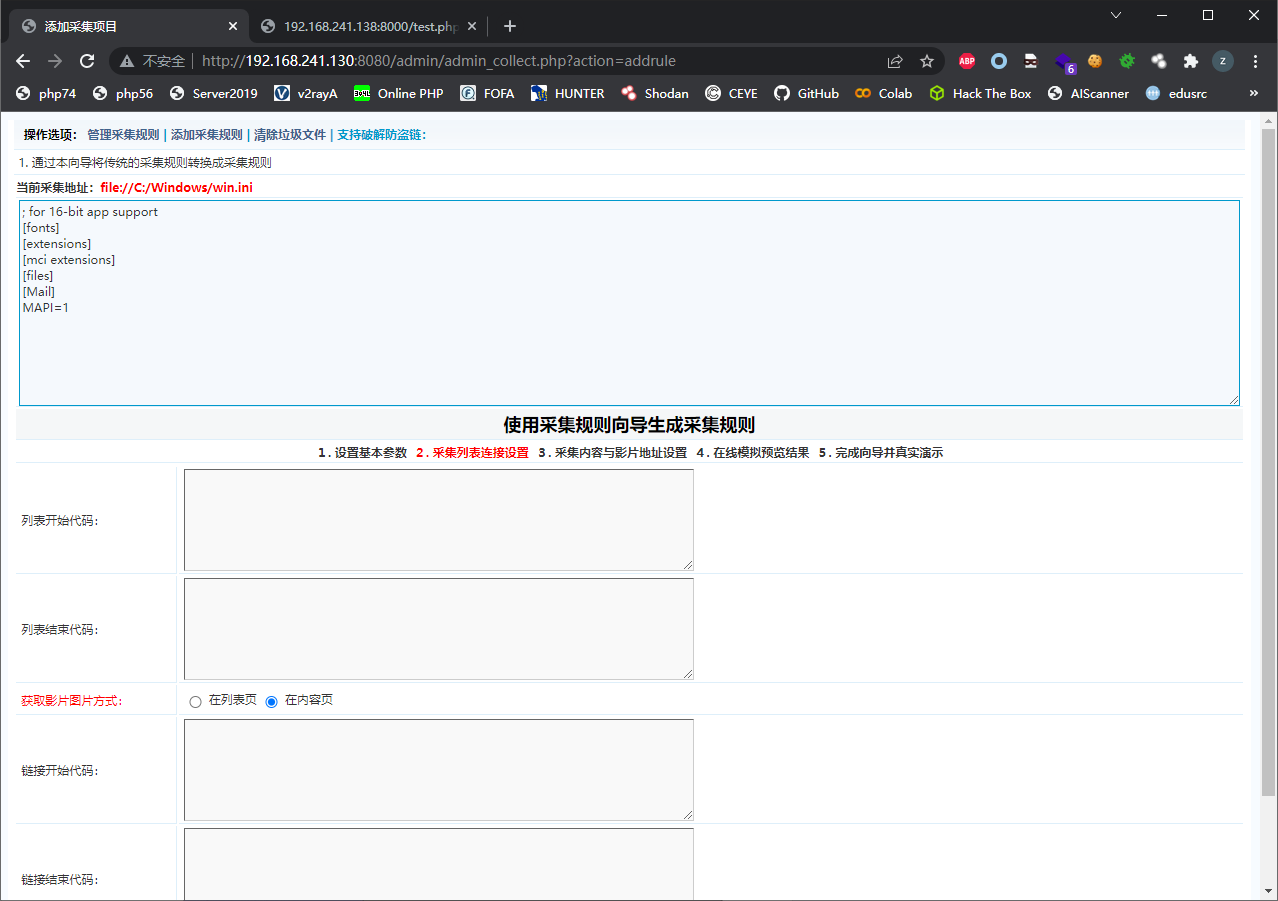 添加采集项目
192.168.241.138:8000/test.php
不安全 | http://192.168.241.130:8080/admin/admin_collect.php?action=addrule
ABP
6
z
php74 php56 Server2019 v2rayA Online PHP FOFA HUNTER Shodan CEYE GitHub Colab Hack The Box AIScanner edusrc »
操作选项： 管理采集规则 | 添加采集规则 | 清除垃圾文件 | 支持破解防盗链：
1. 通过本向导将传统的采集规则转换成采集规则
当前采集地址：file://C:/Windows/win.ini
; for 16-bit app support
[fonts]
[extensions]
[mci extensions]
[files]
[Mail]
MAPI=1
使用采集规则向导生成采集规则
1 . 设置基本参数 2 . 采集列表连接设置 3 . 采集内容与影片地址设置 4 . 在线模拟预览结果 5 . 完成向导并真实演示
列表开始代码：
列表结束代码：
获取影片图片方式：
在列表页 在内容页
链接开始代码：
链接结束代码：